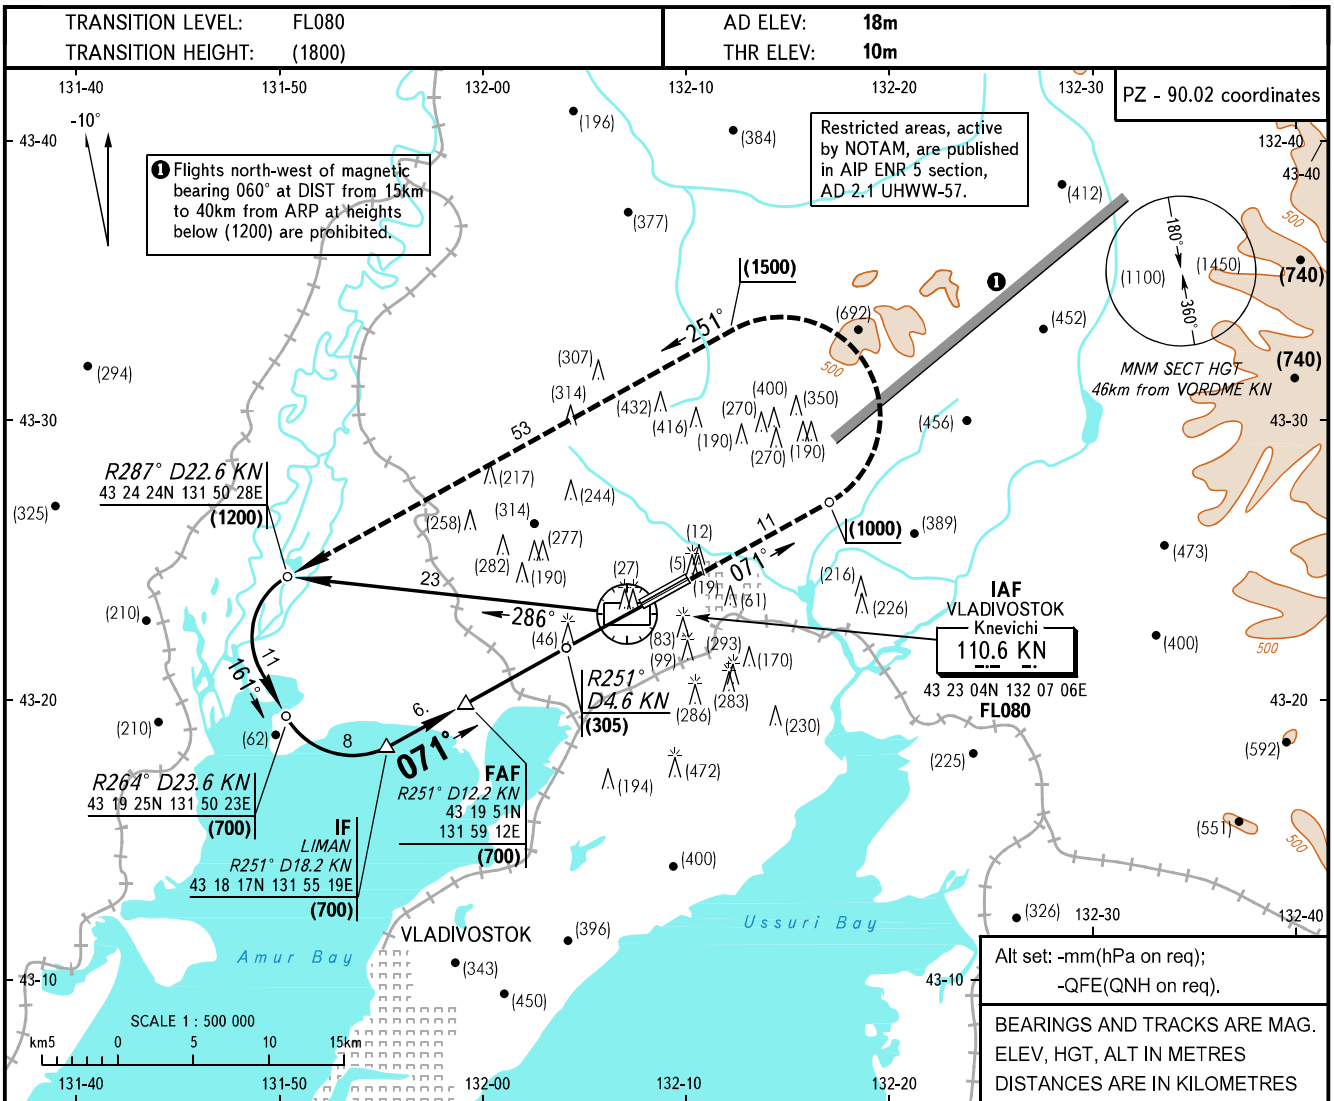 TRANSITION LEVEL: FL080
TRANSITION HEIGHT: (1800)
AD ELEV: 18m
THR ELEV: 10m
131-40
131-50
132-00
132-10
132-20
132-30
PZ - 90.02 coordinates
-10°
43-40
(196)
(384)
132-40
43-40
Restricted areas, active
by NOTAM, are published
in AIP ENR 5 section,
AD 2.1 UHWW-57.
❶ Flights north-west of magnetic
bearing 060° at DIST from 15km
to 40km from ARP at heights
below (1200) are prohibited.
(377)
(412)
500
180°
(1100)
(1450)
360°
(740)
❶
(1500)
251°
(692)
500
(452)
MNM SECT HGT
46km from VORDME KN
(740)
(294)
(307)
(314)
(432)
(416)
(400)
(350)
(270)
(190)
(270)
(190)
(456)
43-30
43-30
53
R287° D22.6 KN
43 24 24N 131 50 28E
(1200)
(217)
(244)
(325)
(258)
(314)
(277)
(282)
(190)
(12)
(5)
(19)
11
071°
(1000)
(389)
(473)
23
286°
(27)
(46)
(61)
(216)
(226)
IAF
VLADIVOSTOK
Knevichi
110.6 KN
43 23 04N 132 07 06E
FL080
(210)
(83)
(99)
(293)
(170)
(400)
500
11
161°
R251°
D4.6 KN
(305)
(286)
(283)
(230)
43-20
43-20
(210)
(62)
8
6.
071°
(225)
(592)
R264° D23.6 KN
43 19 25N 131 50 23E
(700)
FAF
R251° D12.2 KN
43 19 51N
131 59 12E
(700)
(194)
(472)
IF
LIMAN
R251° D18.2 KN
43 18 17N 131 55 19E
(700)
(551)
500
(400)
(326)
132-30
132-40
Ussuri Bay
VLADIVOSTOK
(396)
Amur Bay
(343)
(450)
43-10
43-10
Alt set: -mm(hPa on req);
-QFE(QNH on req).
SCALE 1 : 500 000
km5 0 5 10 15km
BEARINGS AND TRACKS ARE MAG.
ELEV, HGT, ALT IN METRES
DISTANCES ARE IN KILOMETRES
131-40
131-50
132-00
132-10
132-20